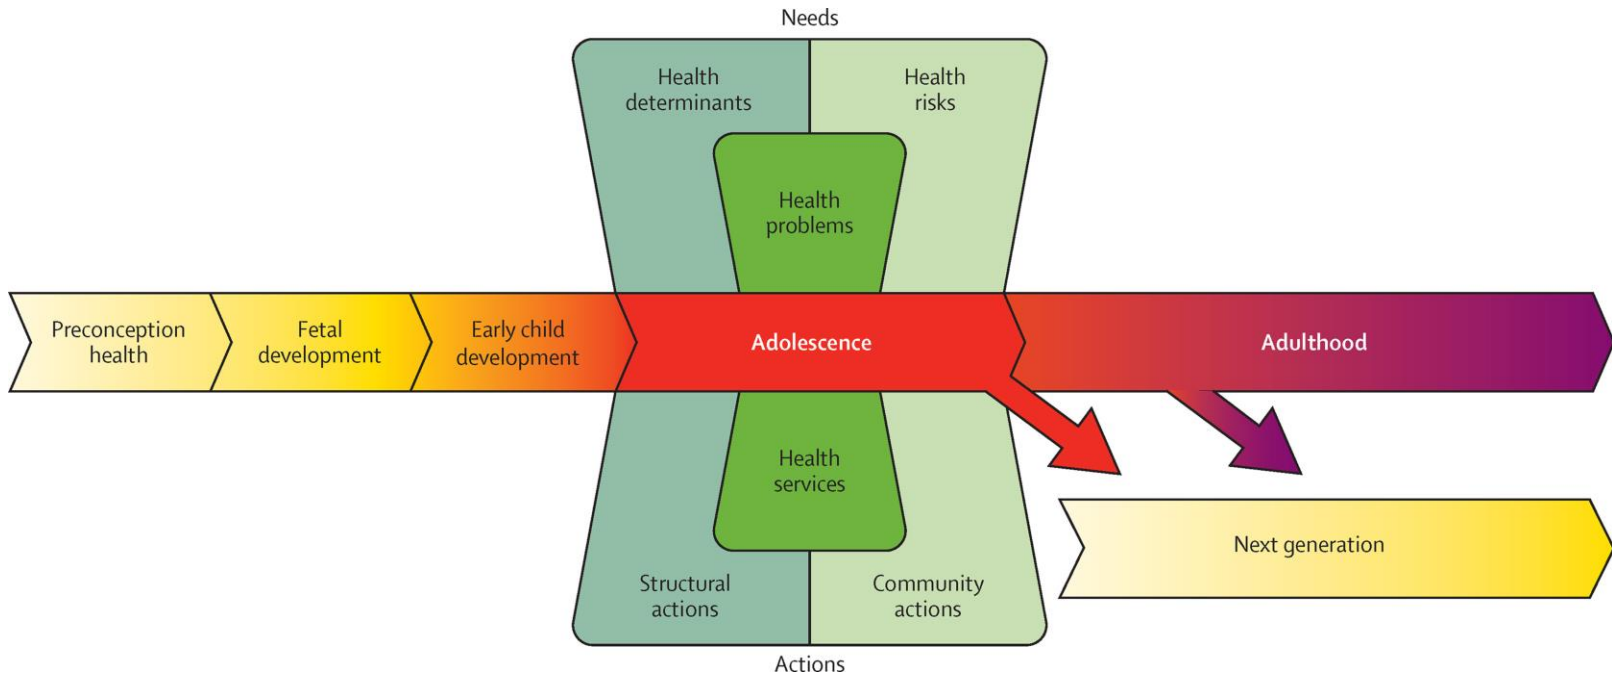 Needs
Health
determinants
Health
risks
Health
problems
Preconception
health
Fetal
development
Early child
development
Adolescence
Adulthood
Health
services
Next generation
Structural
actions
Community
actions
Actions